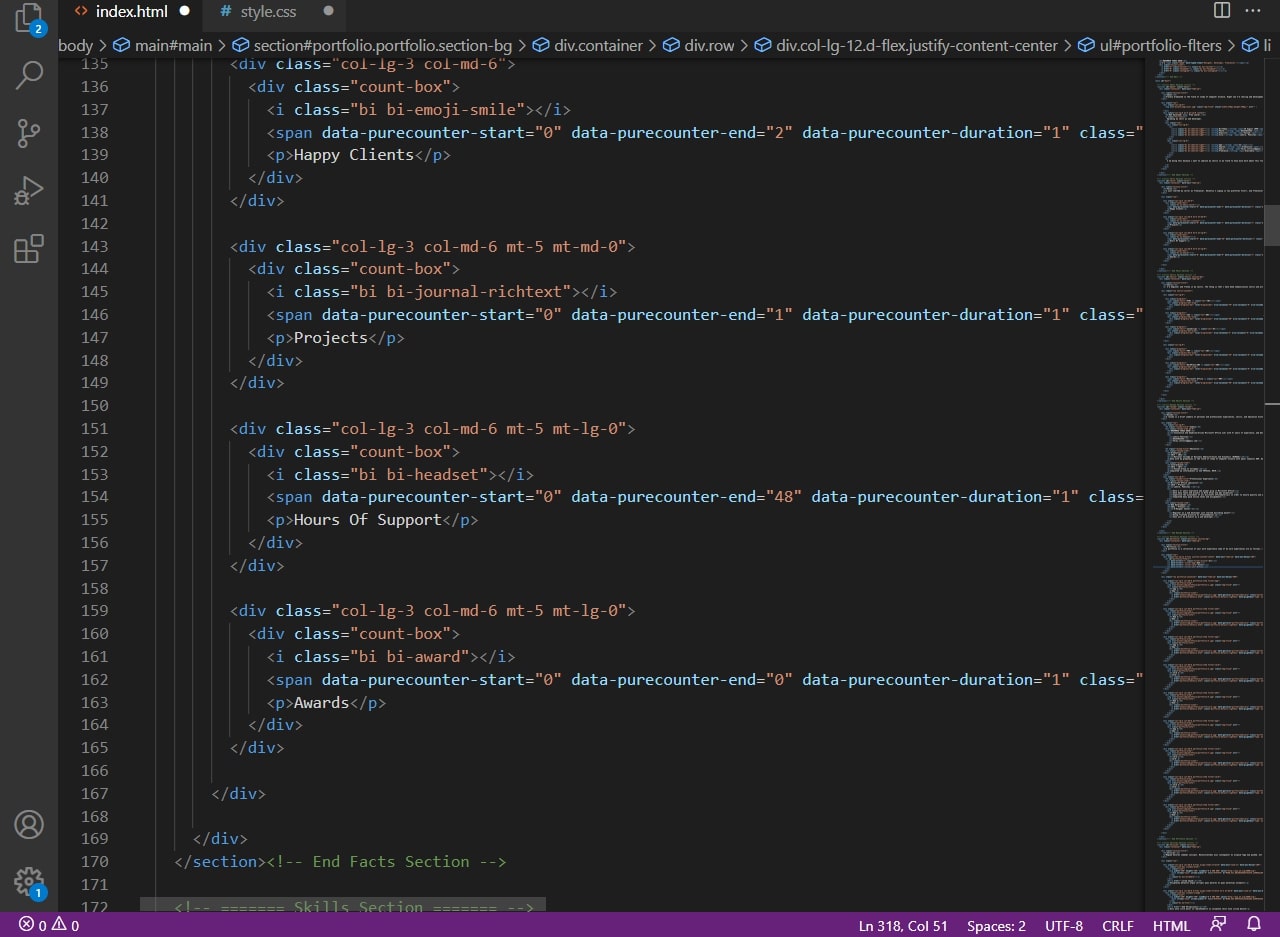 index.html ● # style.css ●
body > main#main > section#portfolio.portfolio.section-bg > div.container > div.row > div.col-lg-12.d-flex.justify-content-center > ul#portfolio-flters > li
2
135 <div class="col-lg-3 col-md-6">
136 <div class="count-box">
137 <i class="bi bi-emoji-smile"></i>
138 <span data-purecounter-start="0" data-purecounter-end="2" data-purecounter-duration="1" class="
139 <p>Happy Clients</p>
140 </div>
141 </div>
142
143 <div class="col-lg-3 col-md-6 mt-5 mt-md-0">
144 <div class="count-box">
145 <i class="bi bi-journal-richtext"></i>
146 <span data-purecounter-start="0" data-purecounter-end="1" data-purecounter-duration="1" class="
147 <p>Projects</p>
148 </div>
149 </div>
150
151 <div class="col-lg-3 col-md-6 mt-5 mt-lg-0">
152 <div class="count-box">
153 <i class="bi bi-headset"></i>
154 <span data-purecounter-start="0" data-purecounter-end="48" data-purecounter-duration="1" class=
155 <p>Hours Of Support</p>
156 </div>
157 </div>
158
159 <div class="col-lg-3 col-md-6 mt-5 mt-lg-0">
160 <div class="count-box">
161 <i class="bi bi-award"></i>
162 <span data-purecounter-start="0" data-purecounter-end="0" data-purecounter-duration="1" class="
163 <p>Awards</p>
164 </div>
165 </div>
166
167 </div>
168
169 </div>
170 </section><!-- End Facts Section -->
171
172 <!-- ======= Skills Section ======= -->
1
0 0 Ln 318, Col 51 Spaces: 2 UTF-8 CRLF HTML